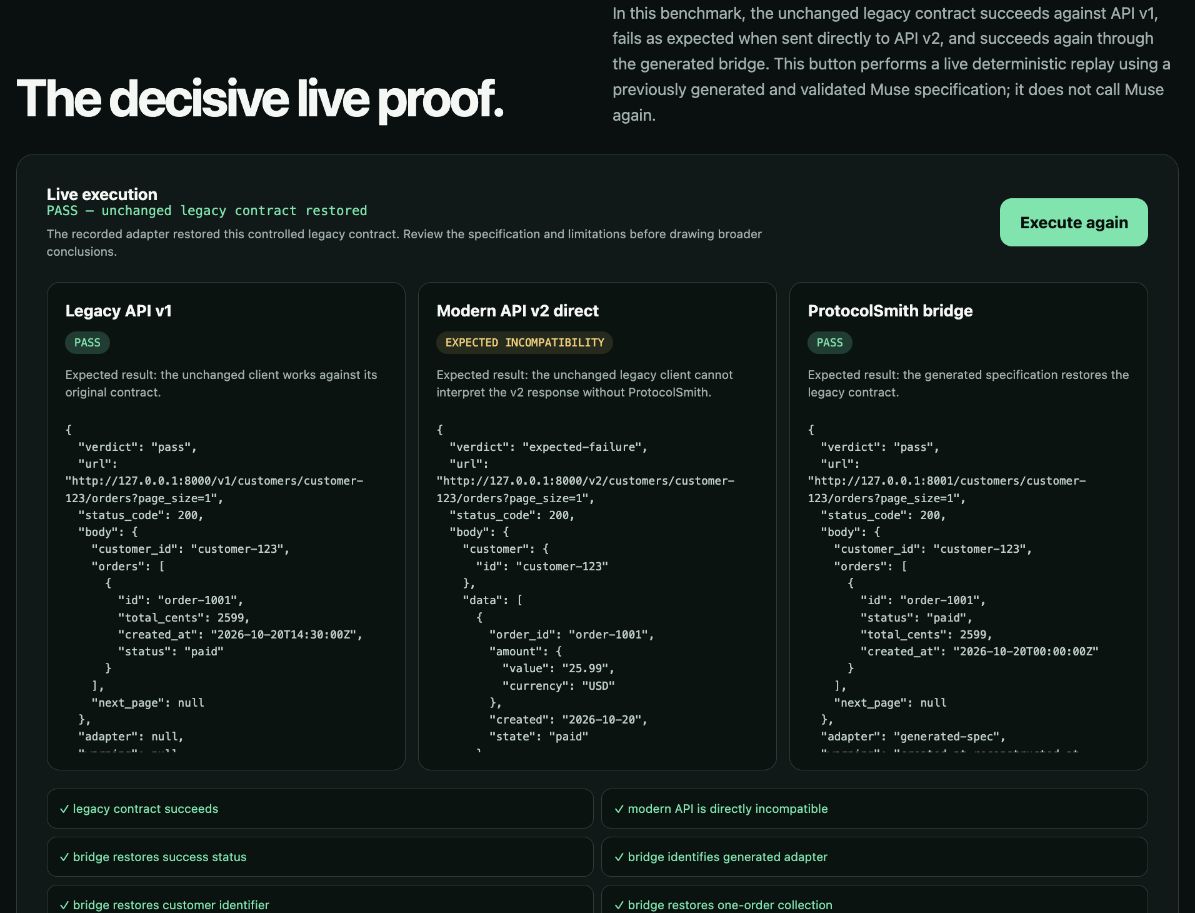 In this benchmark, the unchanged legacy contract succeeds against API v1,
fails as expected when sent directly to API v2, and succeeds again through
the generated bridge. This button performs a live deterministic replay using a
previously generated and validated Muse specification; it does not call Muse
again.
The decisive live proof.
Live execution
PASS — unchanged legacy contract restored
The recorded adapter restored this controlled legacy contract. Review the specification and limitations before drawing broader
conclusions.
Execute again
Legacy API v1
PASS
Expected result: the unchanged client works against its
original contract.
{
"verdict": "pass",
"url":
"http://127.0.0.1:8000/v1/customers/customer-
123/orders?page_size=1",
"status_code": 200,
"body": {
"customer_id": "customer-123",
"orders": [
{
"id": "order-1001",
"total_cents": 2599,
"created_at": "2026-10-20T14:30:00Z",
"status": "paid"
}
],
"next_page": null
},
"adapter": null,
Modern API v2 direct
EXPECTED INCOMPATIBILITY
Expected result: the unchanged legacy client cannot
interpret the v2 response without ProtocolSmith.
{
"verdict": "expected-failure",
"url":
"http://127.0.0.1:8000/v2/customers/customer-
123/orders?page_size=1",
"status_code": 200,
"body": {
"customer": {
"id": "customer-123"
},
"data": [
{
"order_id": "order-1001",
"amount": {
"value": "25.99",
"currency": "USD"
},
"created": "2026-10-20",
"state": "paid"
ProtocolSmith bridge
PASS
Expected result: the generated specification restores the
legacy contract.
{
"verdict": "pass",
"url":
"http://127.0.0.1:8001/v1/customers/customer-
123/orders?page_size=1",
"status_code": 200,
"body": {
"customer_id": "customer-123",
"orders": [
{
"id": "order-1001",
"status": "paid",
"total_cents": 2599,
"created_at": "2026-10-20T00:00:00Z"
}
],
"next_page": null
},
"adapter": "generated-spec",
✓ legacy contract succeeds
✓ modern API is directly incompatible
✓ bridge restores success status
✓ bridge identifies generated adapter
✓ bridge restores customer identifier
✓ bridge restores one-order collection